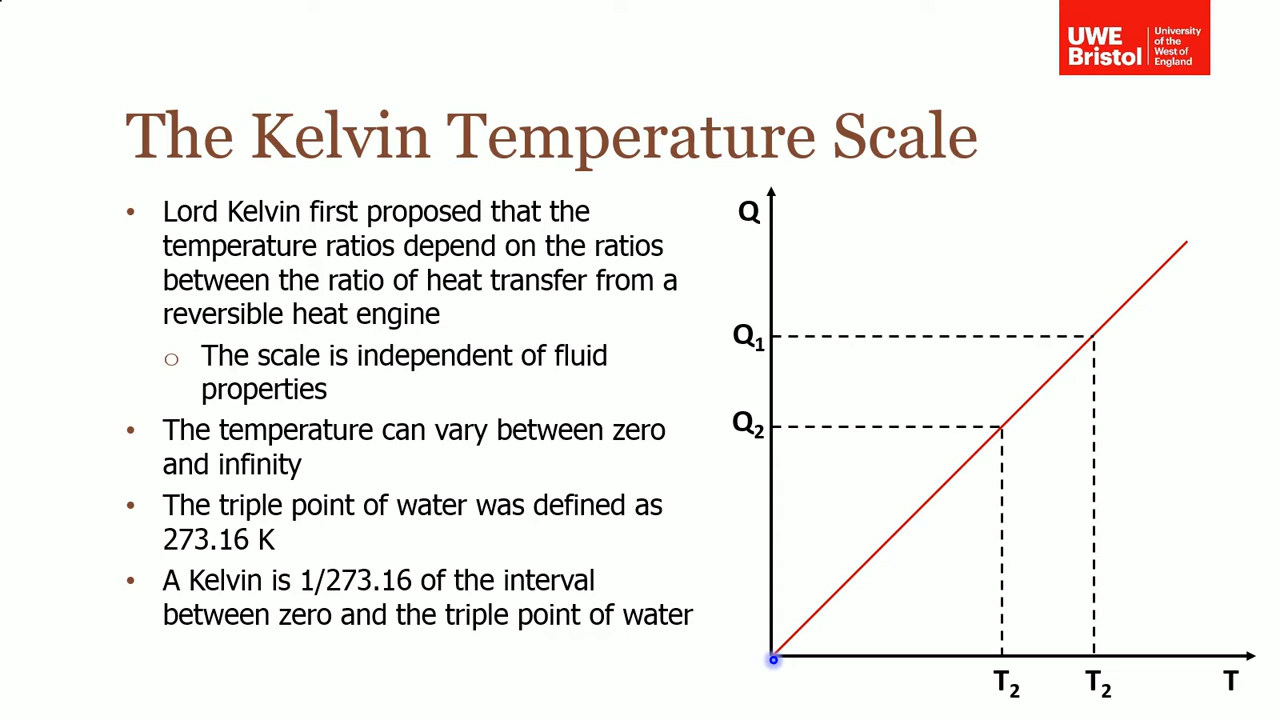 UWE
Bristol
University
of the
West of
England
The Kelvin Temperature Scale
• Lord Kelvin first proposed that the
temperature ratios depend on the ratios
between the ratio of heat transfer from a
reversible heat engine
o The scale is independent of fluid
properties
• The temperature can vary between zero
and infinity
• The triple point of water was defined as
273.16 K
• A Kelvin is 1/273.16 of the interval
between zero and the triple point of water
Q
Q₁
Q₂
T₂ T₂ T